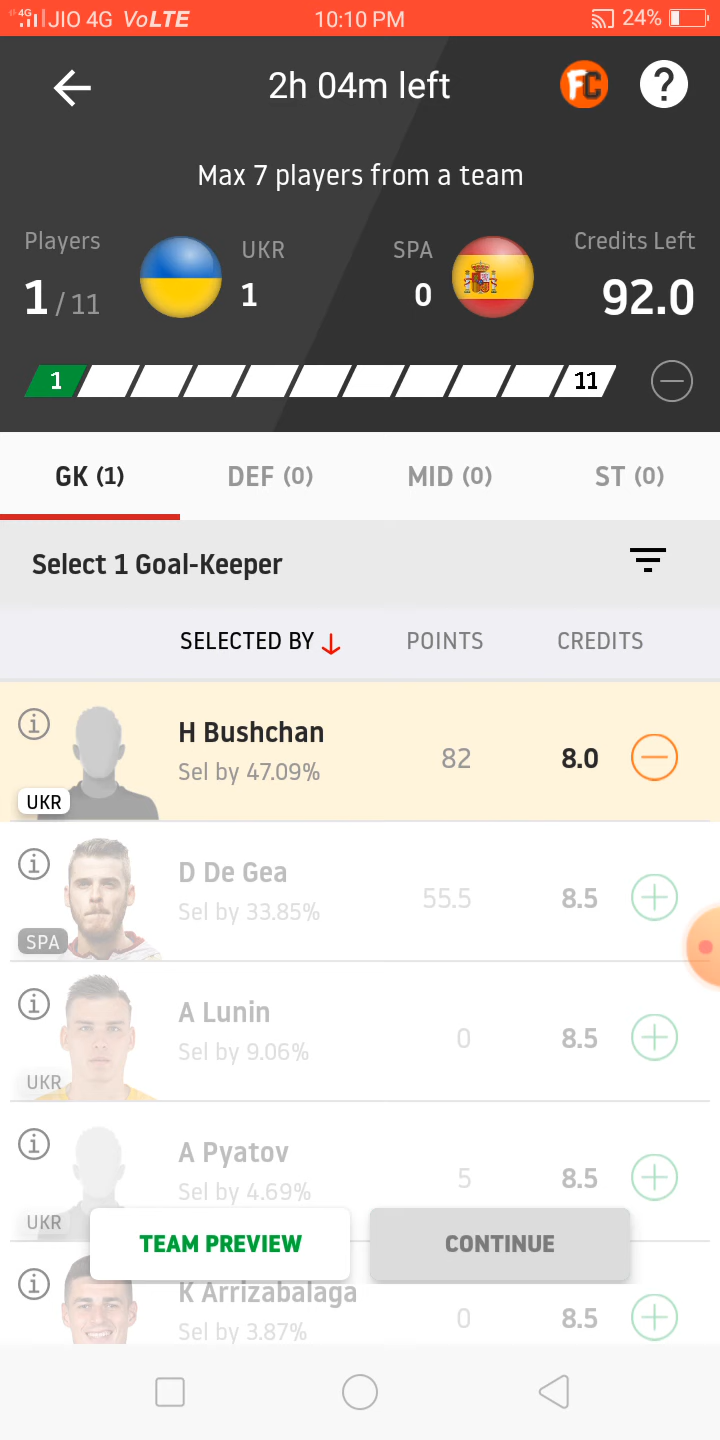 4G JIO 4G VoLTE 10:10 PM 24%
2h 04m left FC ?
Max 7 players from a team
Players UKR SPA Credits Left
1 / 11 1 0 92.0
1 11
GK (1) DEF (0) MID (0) ST (0)
Select 1 Goal-Keeper
SELECTED BY POINTS CREDITS
H Bushchan
Sel by 47.09% 82 8.0
UKR
D De Gea
Sel by 33.85% 55.5 8.5
SPA
A Lunin
Sel by 9.06% 0 8.5
UKR
A Pyatov
Sel by 4.69% 5 8.5
UKR
TEAM PREVIEW CONTINUE
K Arrizabalaga
Sel by 3.87% 0 8.5